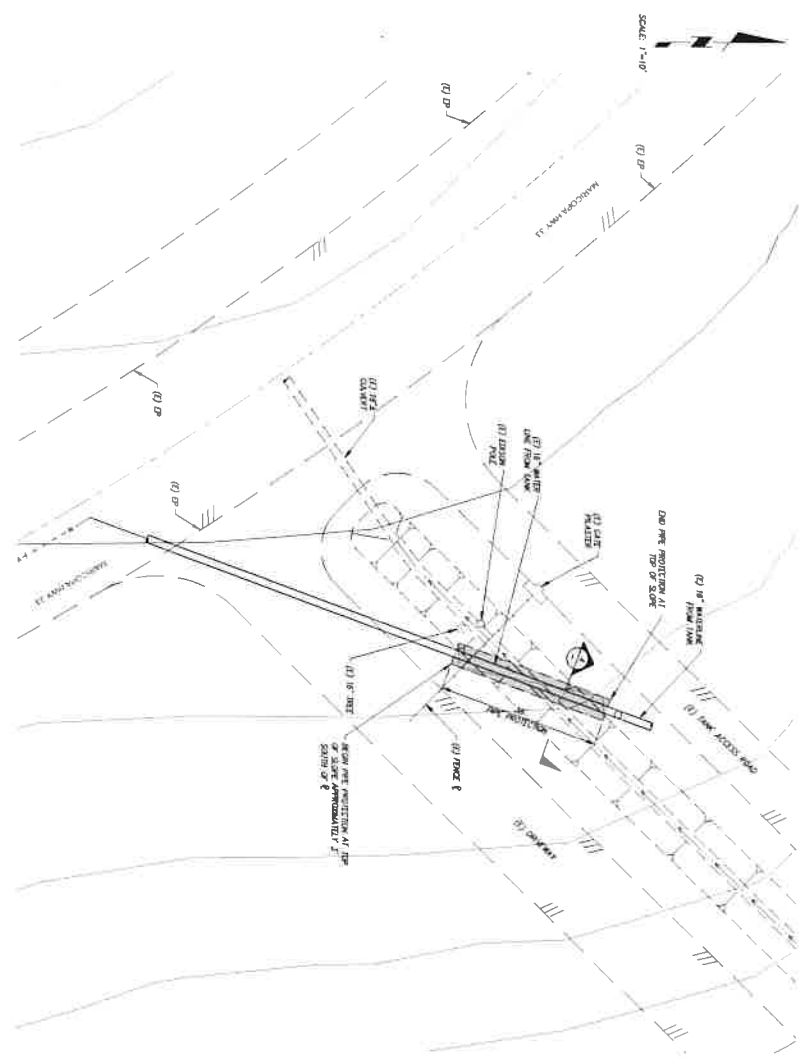 SCALE: 1"=10'
(E) EP
(E) EP
MARICOPA HWY 33
(E) EP
(E) 18"ø
CULVERT
(E) EDISON
POLE
(E) 16" WATER
LINE FROM TANK
(E) GATE
PILASTER
END PIPE PROTECTION AT
TOP OF SLOPE
(E) 16" WATERLINE
FROM TANK
(E) EP
MARICOPA HWY 33
(E) TANK ACCESS ROAD
PIPE PROTECTION
(E) 16" TREE
(E) FENCE ℄
BEGIN PIPE PROTECTION AT TOP
OF SLOPE APPROXIMATELY
SOUTH OF ℄
(E) DRIVEWAY